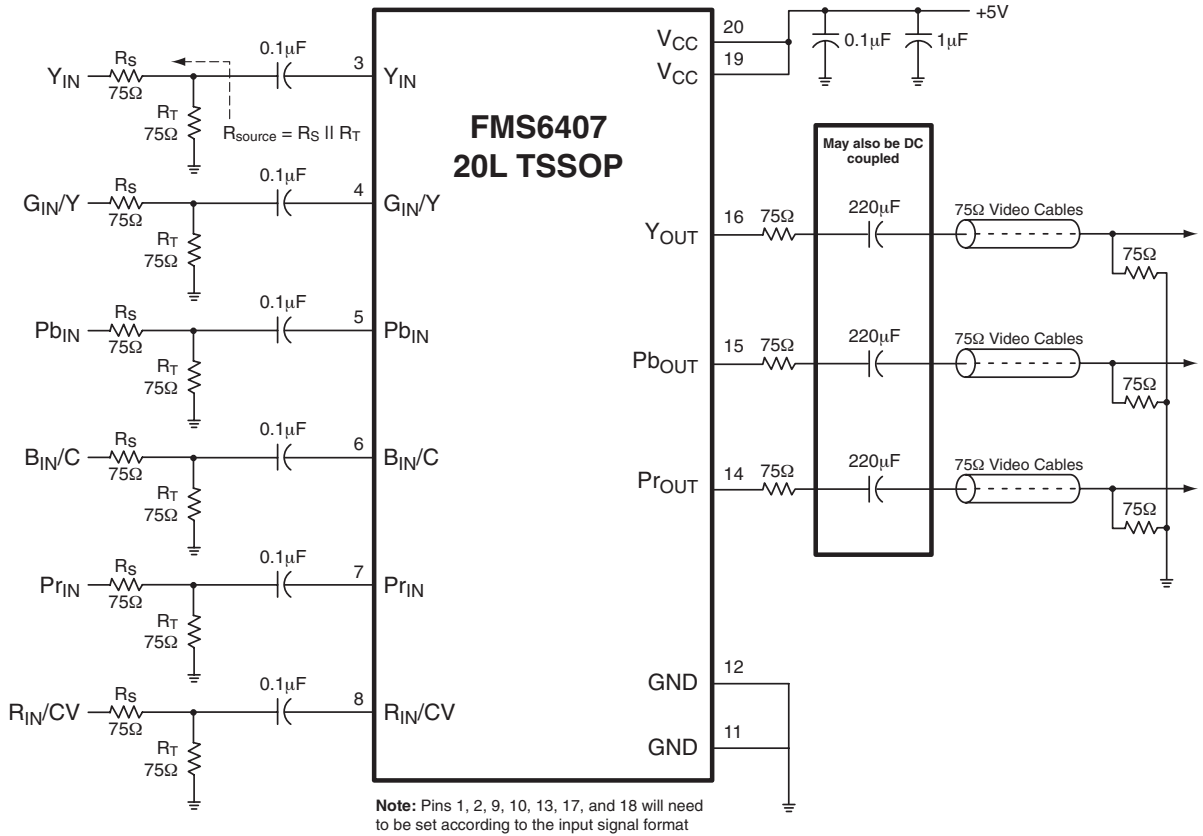 FMS6407
20L TSSOP
Y_IN
R_S
75Ω
R_T
75Ω
R_source = R_S || R_T
0.1µF
3
Y_IN
G_IN/Y
R_S
75Ω
R_T
75Ω
0.1µF
4
G_IN/Y
Pb_IN
R_S
75Ω
R_T
75Ω
0.1µF
5
Pb_IN
B_IN/C
R_S
75Ω
R_T
75Ω
0.1µF
6
B_IN/C
Pr_IN
R_S
75Ω
R_T
75Ω
0.1µF
7
Pr_IN
R_IN/CV
R_S
75Ω
R_T
75Ω
0.1µF
8
R_IN/CV
V_CC
20
V_CC
19
+5V
0.1µF
1µF
May also be DC
coupled
Y_OUT
16
75Ω
220µF
75Ω Video Cables
75Ω
Pb_OUT
15
75Ω
220µF
75Ω Video Cables
75Ω
Pr_OUT
14
75Ω
220µF
75Ω Video Cables
75Ω
GND
12
GND
11
Note: Pins 1, 2, 9, 10, 13, 17, and 18 will need
to be set according to the input signal format